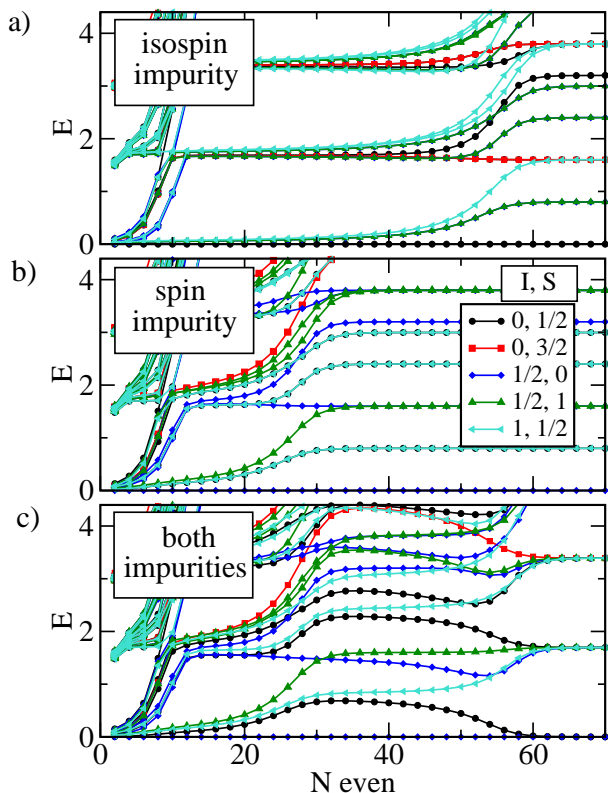 a)
isospin
impurity
4
2
0
E
b)
spin
impurity
4
2
0
E
I, S
0, 1/2
0, 3/2
1/2, 0
1/2, 1
1, 1/2
c)
both
impurities
4
2
0
E
0 20 40 60
N even